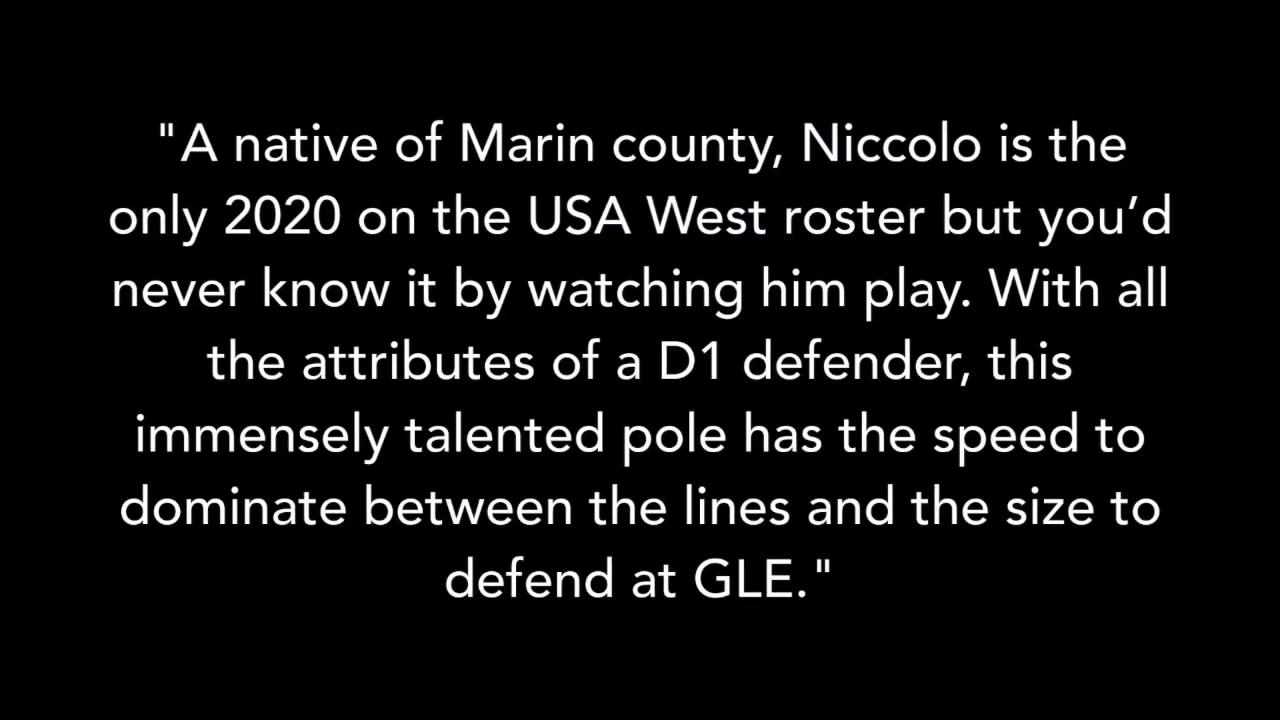 "A native of Marin county, Niccolo is the
only 2020 on the USA West roster but you’d
never know it by watching him play. With all
the attributes of a D1 defender, this
immensely talented pole has the speed to
dominate between the lines and the size to
defend at GLE."